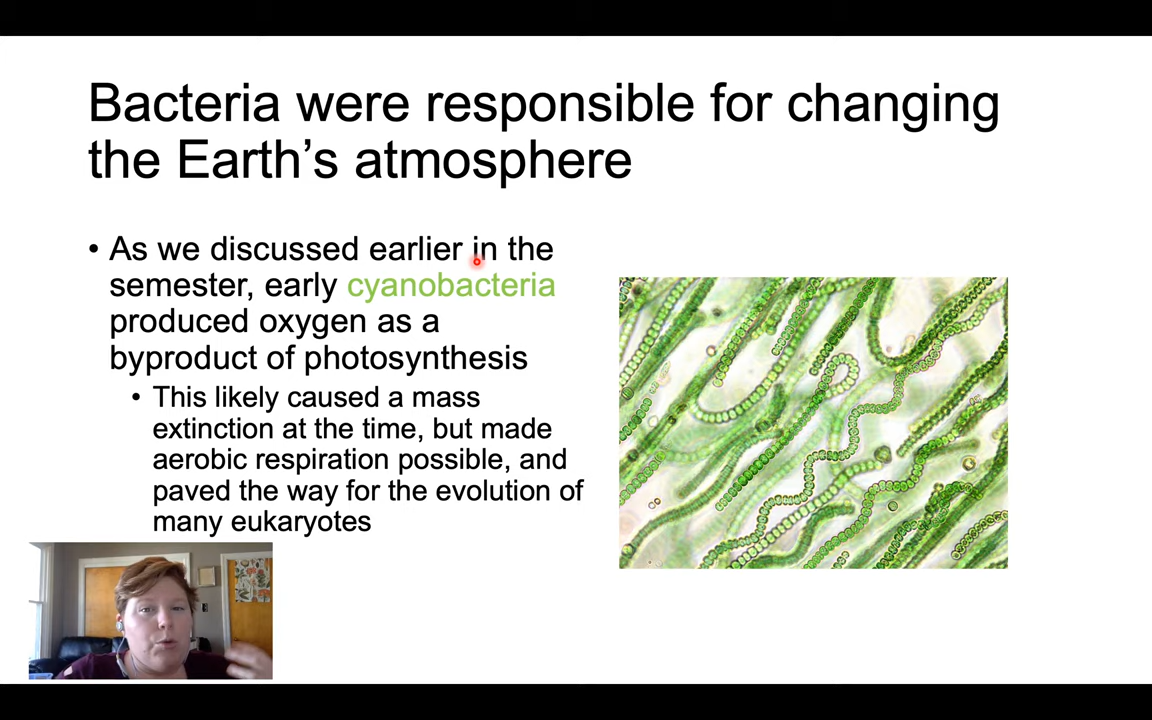 Bacteria were responsible for changing
the Earth's atmosphere
• As we discussed earlier in the
semester, early cyanobacteria
produced oxygen as a
byproduct of photosynthesis
• This likely caused a mass
extinction at the time, but made
aerobic respiration possible, and
paved the way for the evolution of
many eukaryotes